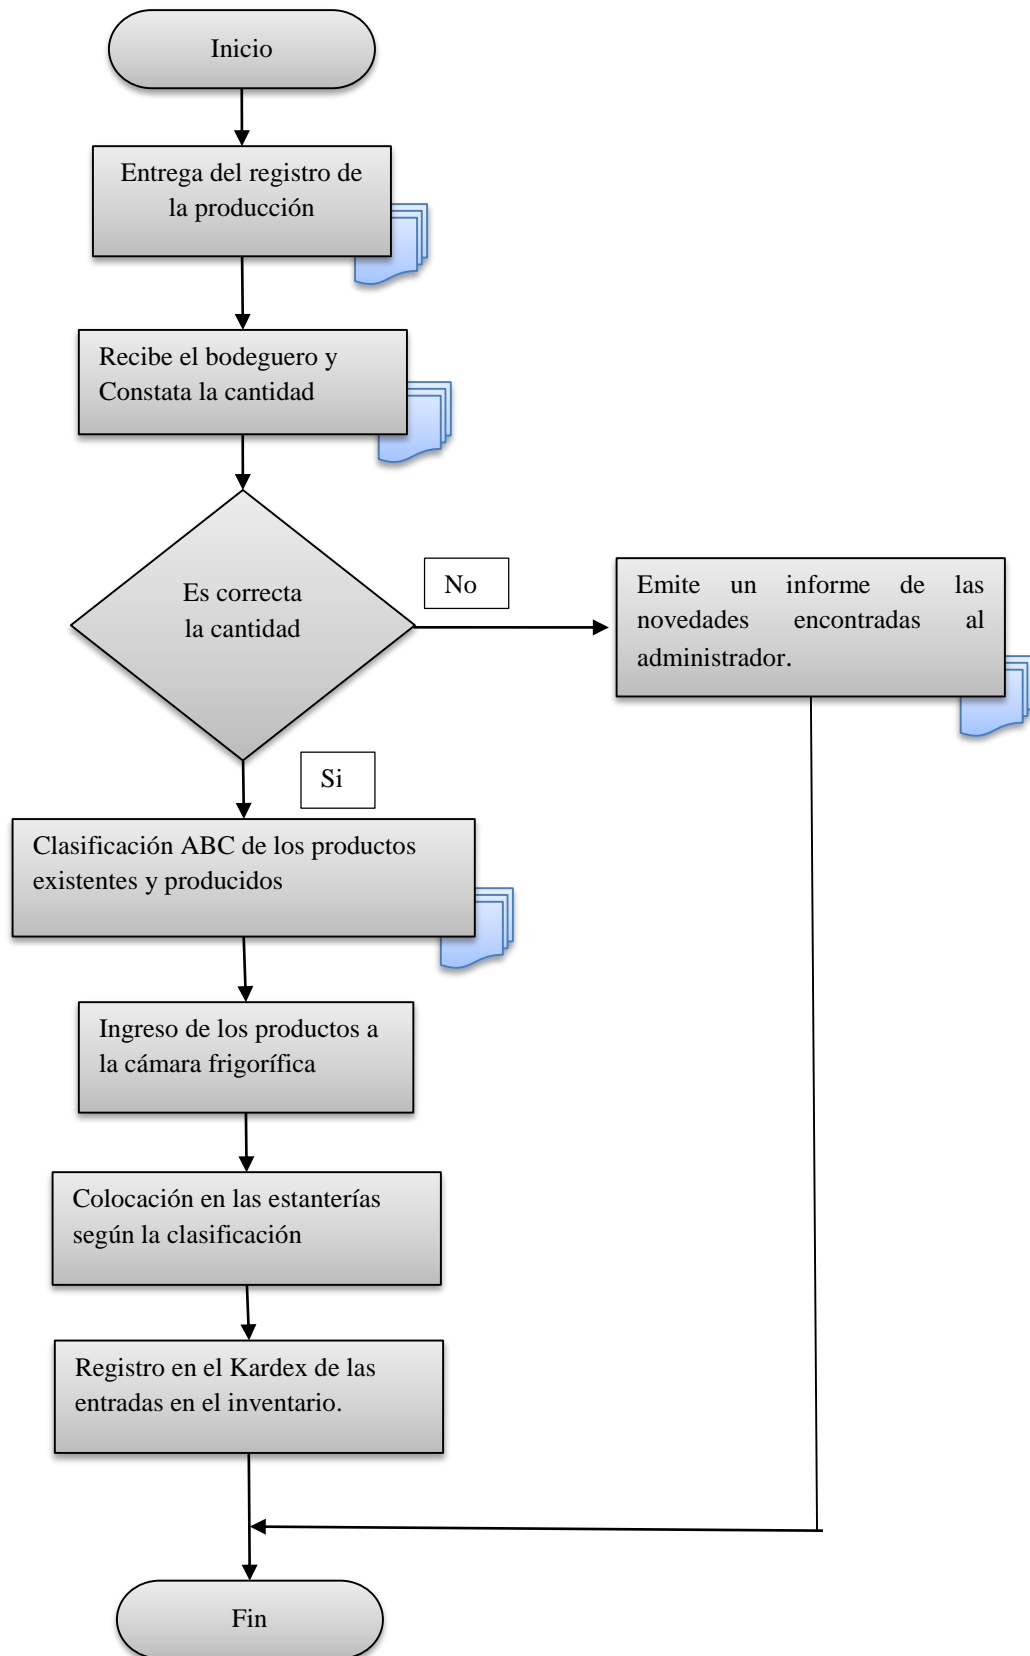 Inicio
Entrega del registro de
la producción
Recibe el bodeguero y
Constata la cantidad
Es correcta
la cantidad
No
Emite un informe de las
novedades encontradas al
administrador.
Si
Clasificación ABC de los productos
existentes y producidos
Ingreso de los productos a
la cámara frigorífica
Colocación en las estanterías
según la clasificación
Registro en el Kardex de las
entradas en el inventario.
Fin